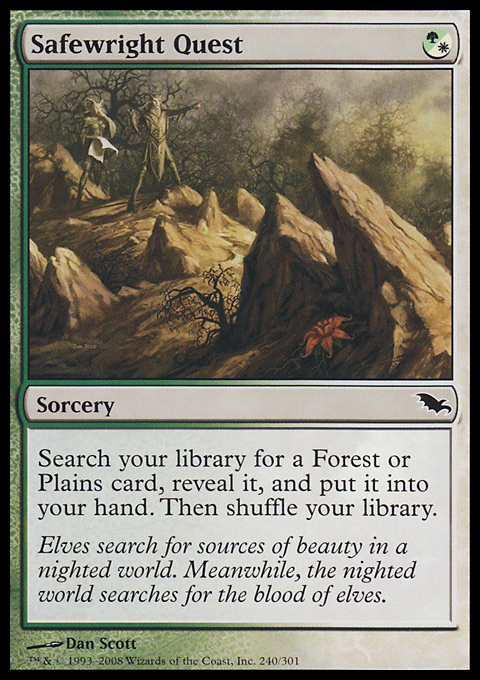 Safewright Quest
DAN SCOTT
Sorcery
Search your library for a Forest or
Plains card, reveal it, and put it into
your hand. Then shuffle your library.
Elves search for sources of beauty in a
nighted world. Meanwhile, the nighted
world searches for the blood of elves.
Dan Scott
™ & © 1993–2008 Wizards of the Coast, Inc. 240/301